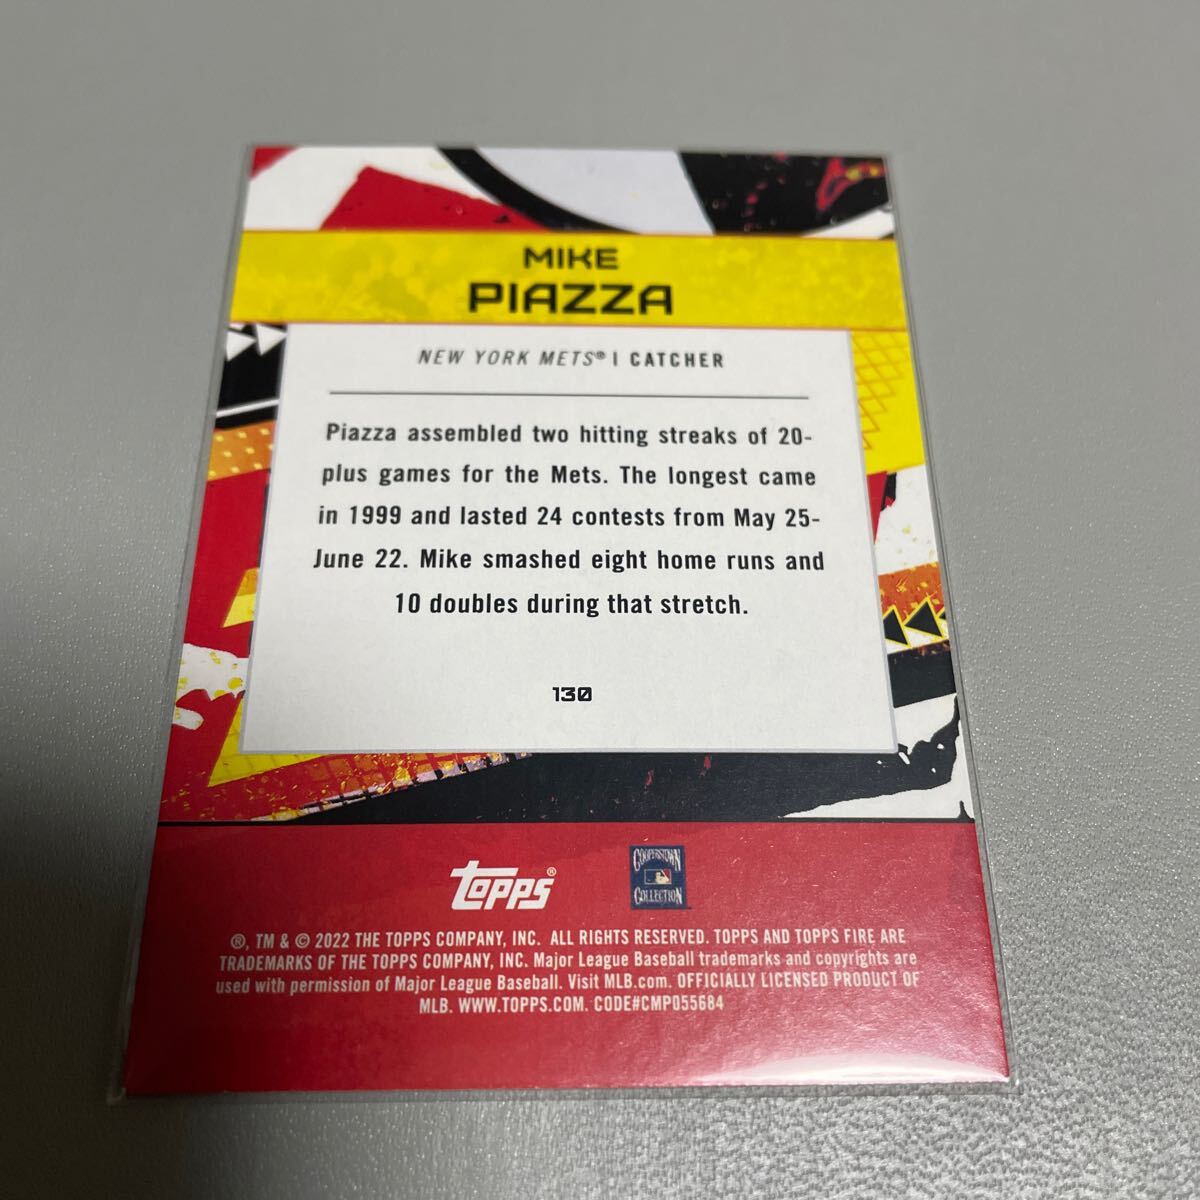 MIKE
PIAZZA
NEW YORK METS® | CATCHER
Piazza assembled two hitting streaks of 20-
plus games for the Mets. The longest came
in 1999 and lasted 24 contests from May 25-
June 22. Mike smashed eight home runs and
10 doubles during that stretch.
130
topps®
COOPERSTOWN
COLLECTION
®, TM & © 2022 THE TOPPS COMPANY, INC. ALL RIGHTS RESERVED. TOPPS AND TOPPS FIRE ARE
TRADEMARKS OF THE TOPPS COMPANY, INC. Major League Baseball trademarks and copyrights are
used with permission of Major League Baseball. Visit MLB.com. OFFICIALLY LICENSED PRODUCT OF
MLB. WWW.TOPPS.COM. CODE#CMP055684